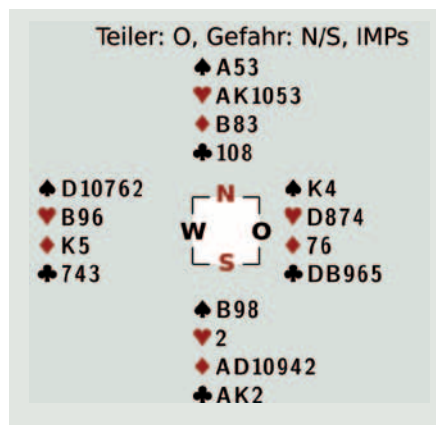 Teiler: O, Gefahr: N/S, IMPs
♠ A53
♥ AK1053
♦ B83
♣ 108
♠ D10762
♥ B96
♦ K5
♣ 743
N
W O
S
♠ K4
♥ D874
♦ 76
♣ DB965
♠ B98
♥ 2
♦ AD10942
♣ AK2